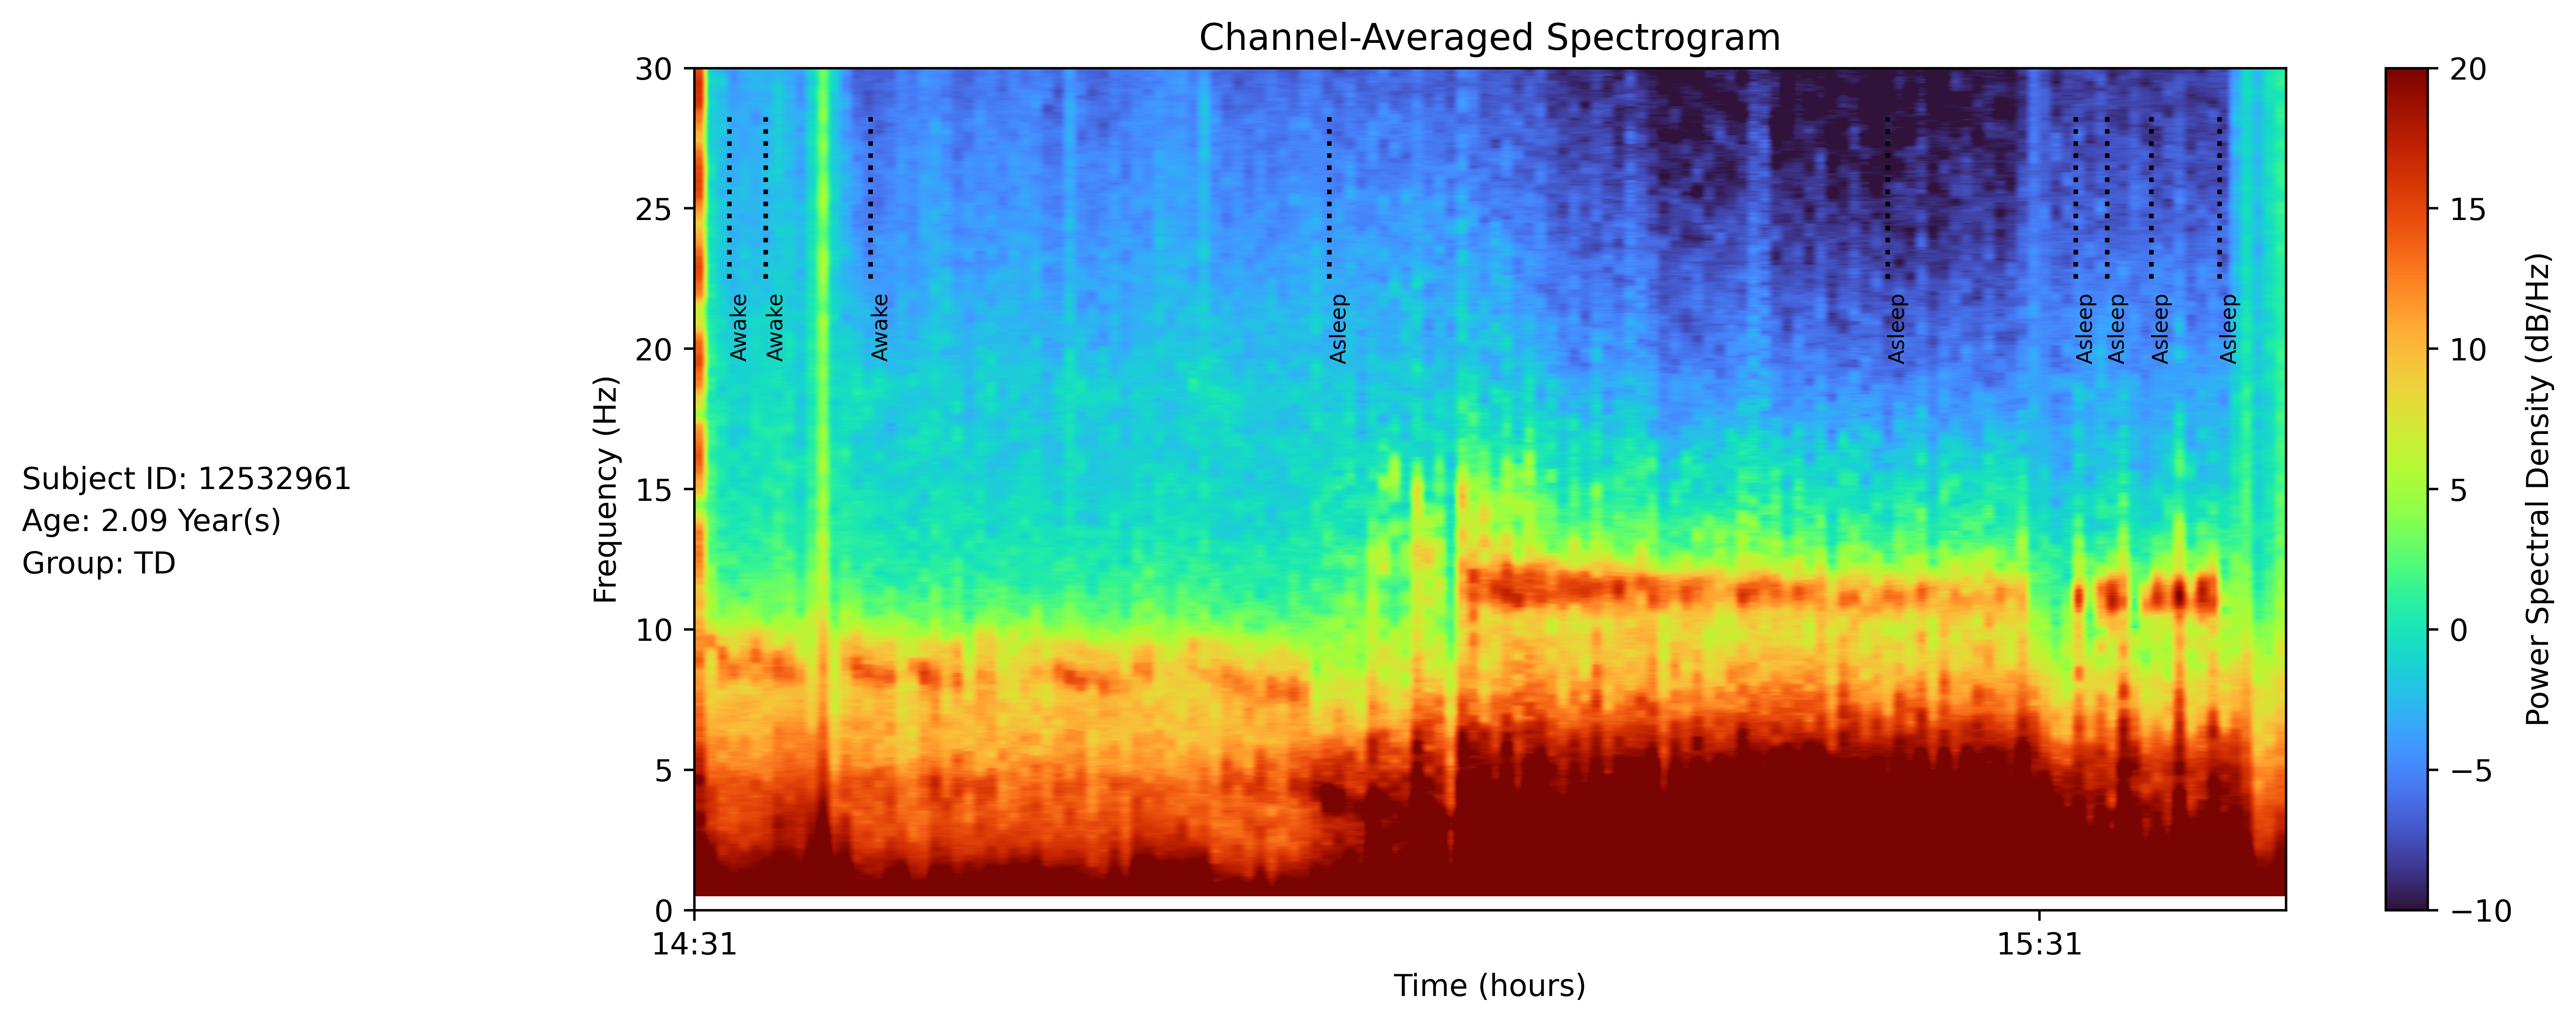 Channel-Averaged Spectrogram
Subject ID: 12532961
Age: 2.09 Year(s)
Group: TD
Frequency (Hz)
30
25
20
15
10
5
0
Awake
Awake
Awake
Asleep
Asleep
Asleep
Asleep
Asleep
Asleep
14:31
15:31
Time (hours)
20
15
10
5
0
−5
−10
Power Spectral Density (dB/Hz)